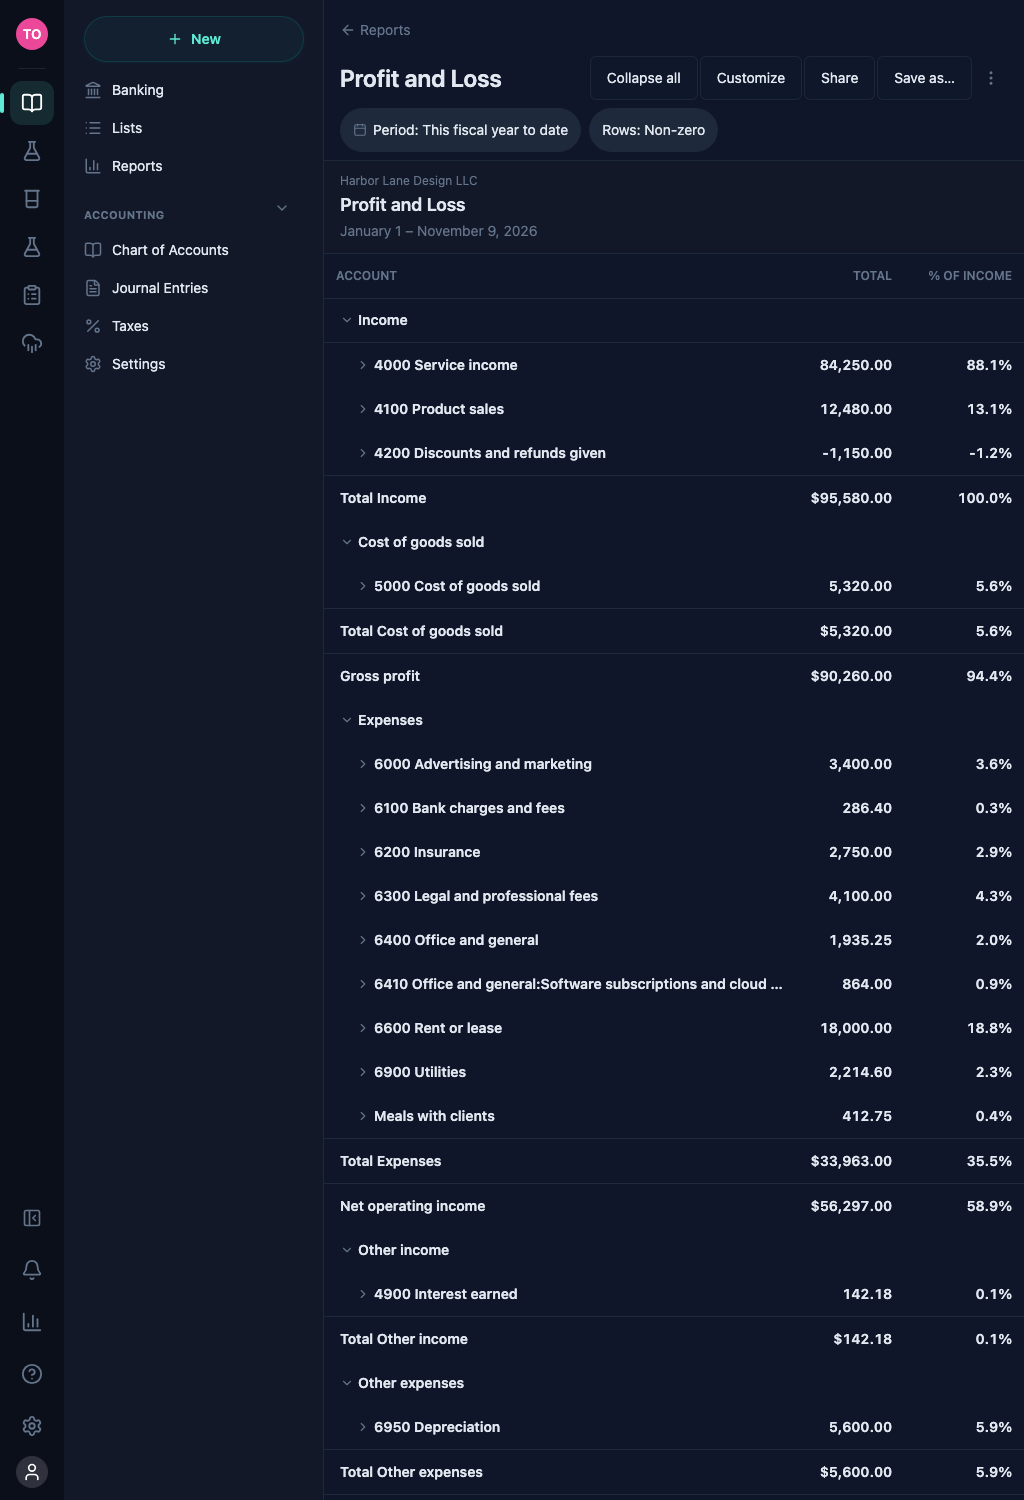 TO
New
Banking
Lists
Reports
ACCOUNTING
Chart of Accounts
Journal Entries
Taxes
Settings
Reports
Profit and Loss
Collapse all
Customize
Share
Save as...
Period: This fiscal year to date
Rows: Non-zero
Harbor Lane Design LLC
Profit and Loss
January 1 – November 9, 2026
ACCOUNT TOTAL % OF INCOME
Income
4000 Service income 84,250.00 88.1%
4100 Product sales 12,480.00 13.1%
4200 Discounts and refunds given -1,150.00 -1.2%
Total Income $95,580.00 100.0%
Cost of goods sold
5000 Cost of goods sold 5,320.00 5.6%
Total Cost of goods sold $5,320.00 5.6%
Gross profit $90,260.00 94.4%
Expenses
6000 Advertising and marketing 3,400.00 3.6%
6100 Bank charges and fees 286.40 0.3%
6200 Insurance 2,750.00 2.9%
6300 Legal and professional fees 4,100.00 4.3%
6400 Office and general 1,935.25 2.0%
6410 Office and general:Software subscriptions and cloud ... 864.00 0.9%
6600 Rent or lease 18,000.00 18.8%
6900 Utilities 2,214.60 2.3%
Meals with clients 412.75 0.4%
Total Expenses $33,963.00 35.5%
Net operating income $56,297.00 58.9%
Other income
4900 Interest earned 142.18 0.1%
Total Other income $142.18 0.1%
Other expenses
6950 Depreciation 5,600.00 5.9%
Total Other expenses $5,600.00 5.9%